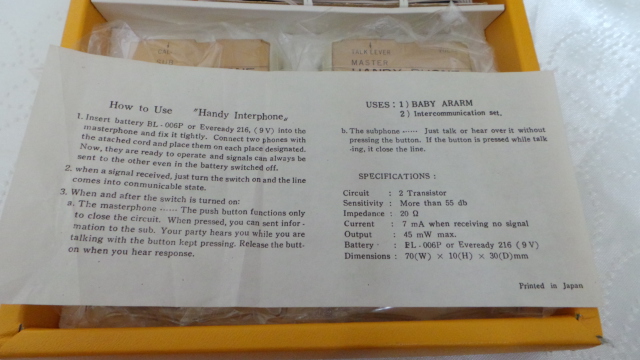 CALL LEVER
MASTER
SUB
How to Use "Handy Interphone"
1. Insert battery BL-006P or Eveready 216, (9V) into the
masterphone and fix it tightly. Connect two phones with
the atached cord and place them on each place designated.
Now, they are ready to operate and signals can always be
sent to the other even in the battery switched off.
2. when a signal received, just turn the switch on and the line
comes into conmunicable state.
3. When and after the switch is turned on:
a. The masterphone ...... The push button functions only
to close the circuit. When pressed, you can sent infor-
mation to the sub. Your party hears you while you are
talking with the button kept pressing. Release the butt-
on when you hear response.
USES : 1) BABY ARARM
2) Intercommunication set.
b. The subphone ...... Just talk or hear over it without
pressing the button. If the button is pressed while talk
ing, it close the line.
SPECIFICATIONS :
Circuit : 2 Transistor
Sensitivity : More than 55 db
Impedance : 20 Ω
Current : 7 mA when receiving no signal
Output : 45 mW max.
Battery : BL-006P or Eveready 216 (9V)
Dimensions : 70(W) × 10(H) × 30(D)mm
Printed in Japan